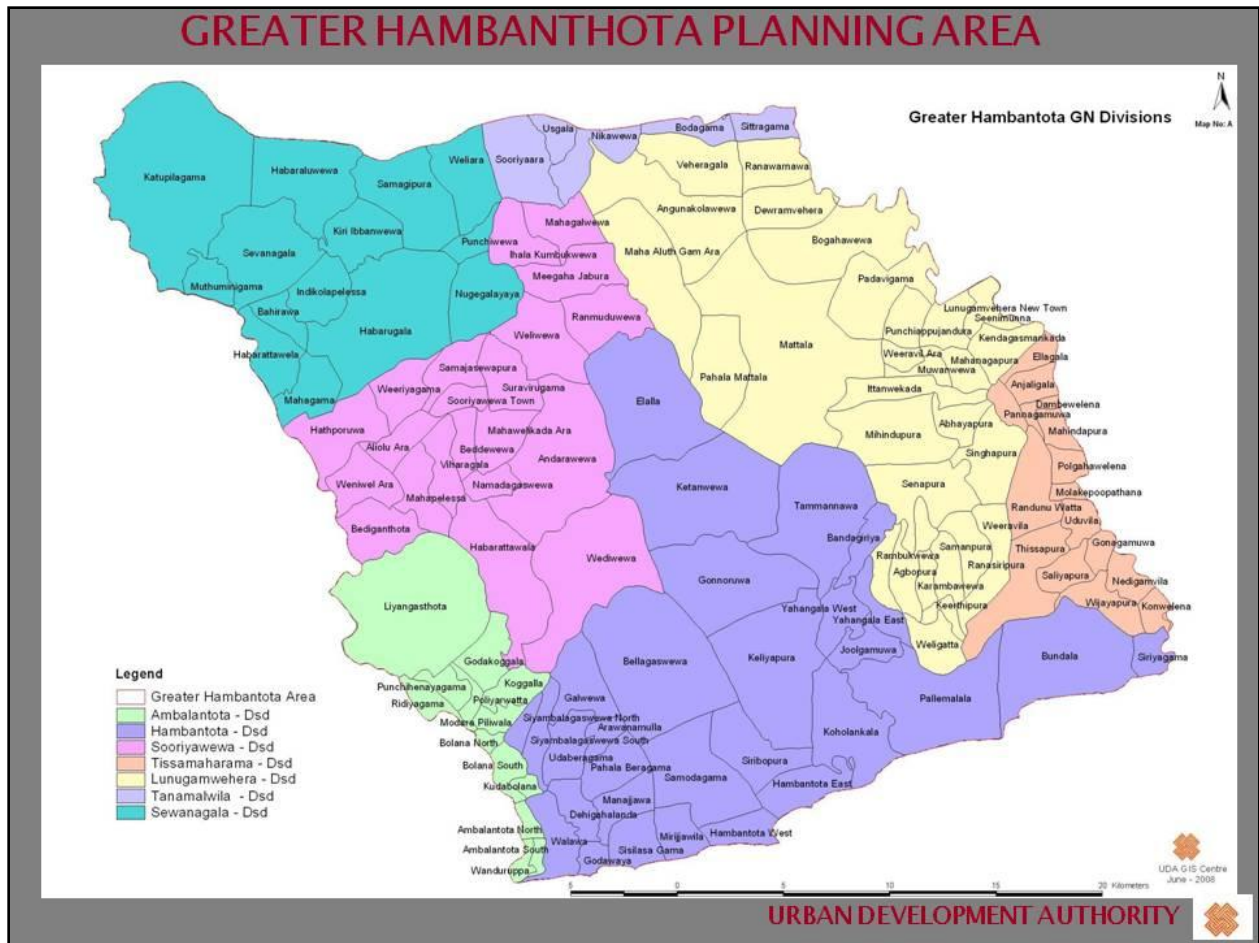 GREATER HAMBANTHOTA PLANNING AREA
N
Greater Hambantota GN Divisions
Map No: A
Usgala
Nikawewa
Bodagama
Sittragama
Sooriyaara
Weliara
Katupilagama
Habaraluwewa
Samagipura
Veheragala
Ranawarnawa
Angunakolawewa
Dewramvehera
Mahagalwewa
Kiri Ibbanwewa
Punchiwewa
Bogahawewa
Sevanagala
Ihala Kumbukwewa
Maha Aluth Gam Ara
Meegaha Jabura
Padavigama
Muthuminigama
Indikolapelessa
Nugegalayaya
Bahirawa
Lunugamvehera New Town
Seenimunna
Ranmuduwewa
Habarugala
Punchiappujandura
Kendagasmankada
Weliwewa
Mattala
Habarattawela
Weeravil Ara
Mahanagapura
Ellagala
Muwanwewa
Samajasewapura
Pahala Mattala
Anjaligala
Weeriyagama
Suravirugama
Ittanwekada
Mahagama
Sooriyawewa Town
Elalla
Dambewelena
Pannagamuwa
Abhayapura
Hathporuwa
Mahawelikada Ara
Mihindupura
Mahindapura
Aliolu Ara
Beddewewa
Singhapura
Andarawewa
Viharagala
Polgahawelena
Weniwel Ara
Namadagaswewa
Ketanwewa
Senapura
Molakepoopathana
Mahapelessa
Tammannawa
Randunu Watta
Uduvila
Bediganthota
Weeravila
Bandagiriya
Gonagamuwa
Habarattawala
Samanpura
Thissapura
Wediwewa
Rambukwewa
Ranasiripura
Agbopura
Saliyapura
Nedigamvila
Gonnoruwa
Karambawewa
Liyangasthota
Yahangala West
Keerthipura
Wijayapura
Konwelena
Yahangala East
Weligatta
Joolgamuwa
Bundala
Siriyagama
Godakoggala
Bellagaswewa
Keliyapura
Punchihenayagama
Koggalla
Galwewa
Pallemalala
Ridiyagama
Poliyarwatta
Siyambalagaswewa North
Modara Piliwala
Arawanamulla
Koholankala
Bolana North
Siyambalagaswewa South
Udaberagama
Siribopura
Bolana South
Pahala Beragama
Samodagama
Kudabolana
Hambantota East
Manajjawa
Dehigahalanda
Ambalantota North
Walawa
Mirijjawila
Hambantota West
Ambalantota South
Sisilasa Gama
Godawaya
Wanduruppa
Legend
Greater Hambantota Area
Ambalantota - Dsd
Hambantota - Dsd
Sooriyawewa - Dsd
Tissamaharama - Dsd
Lunugamwehera - Dsd
Tanamalwila - Dsd
Sewanagala - Dsd
UDA GIS Centre
June - 2008
5 0 5 10 15 20 Kilometers
URBAN DEVELOPMENT AUTHORITY